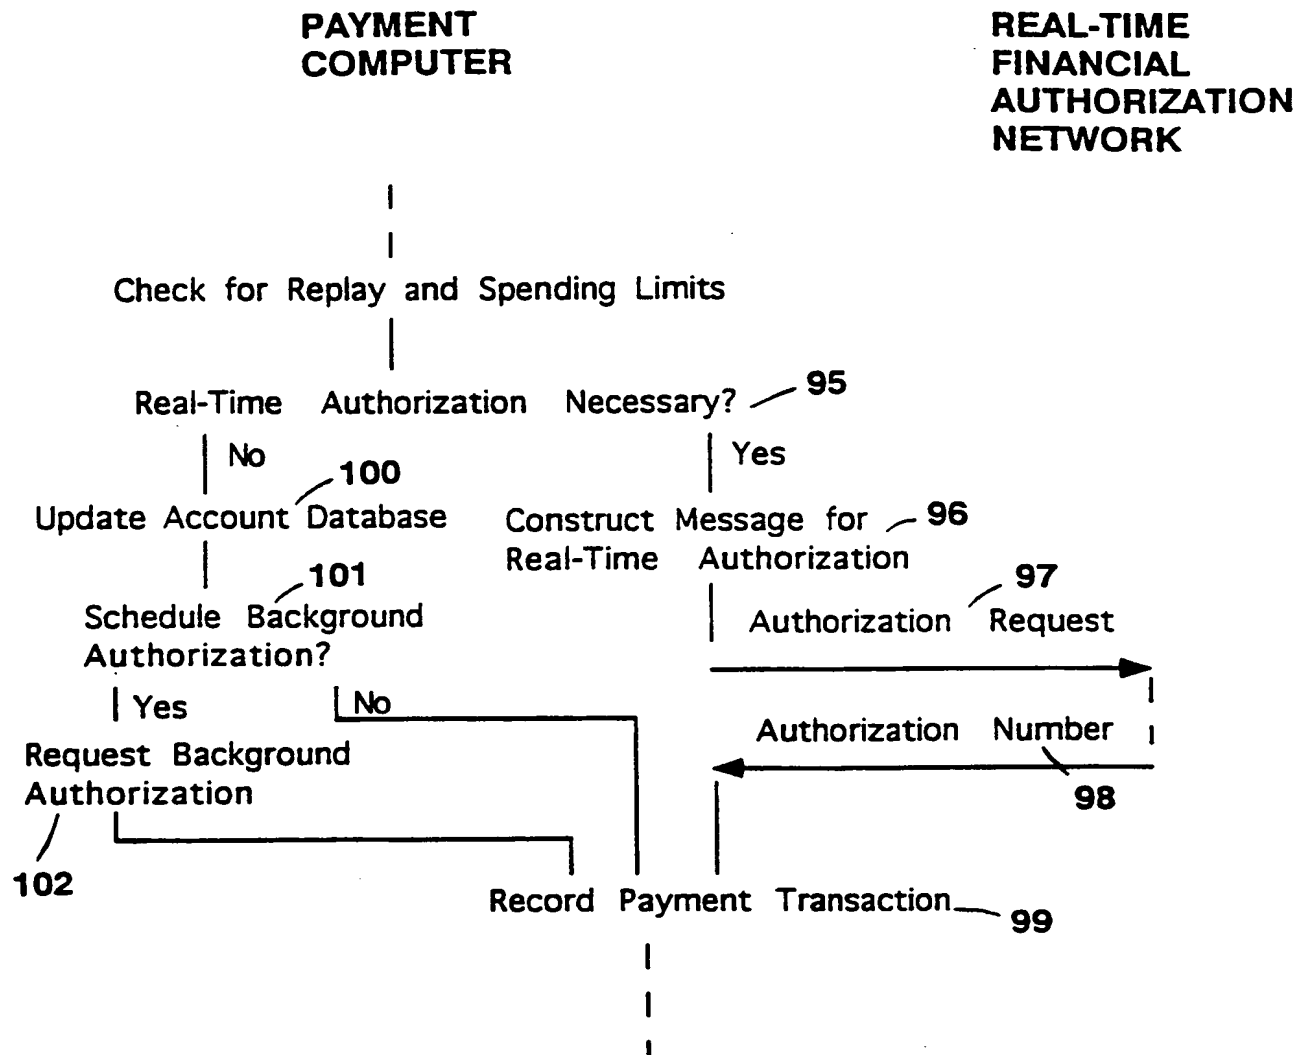 PAYMENT
COMPUTER
REAL-TIME
FINANCIAL
AUTHORIZATION
NETWORK
Check for Replay and Spending Limits
Real-Time Authorization Necessary?
95
No
Yes
100
Update Account Database
Construct Message for
Real-Time Authorization
96
101
Schedule Background
Authorization?
97
Authorization Request
Yes
No
Authorization Number
98
Request Background
Authorization
102
Record Payment Transaction
99